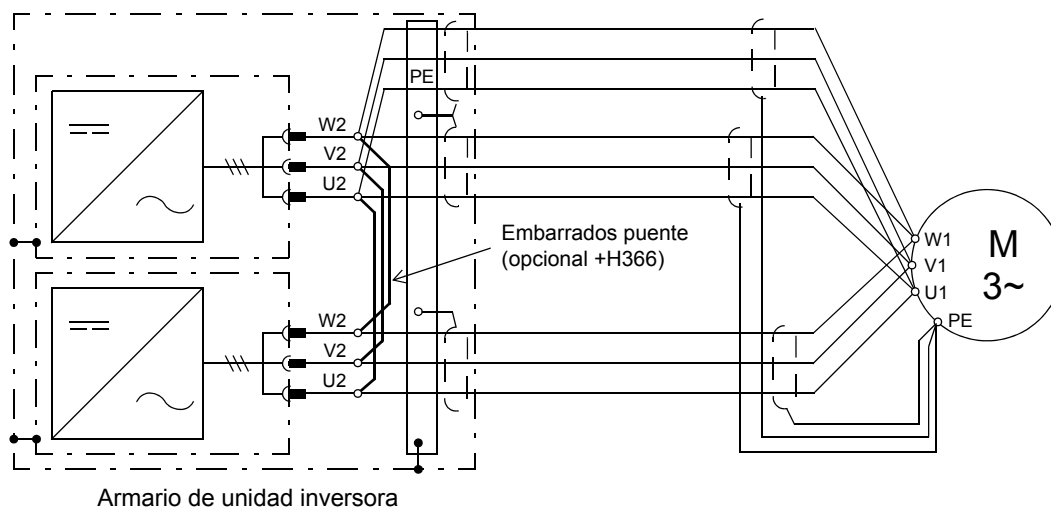 PE
W2
V2
U2
Embarrados puente
(opcional +H366)
W1
V1
U1
PE
M
3~
W2
V2
U2
Armario de unidad inversora